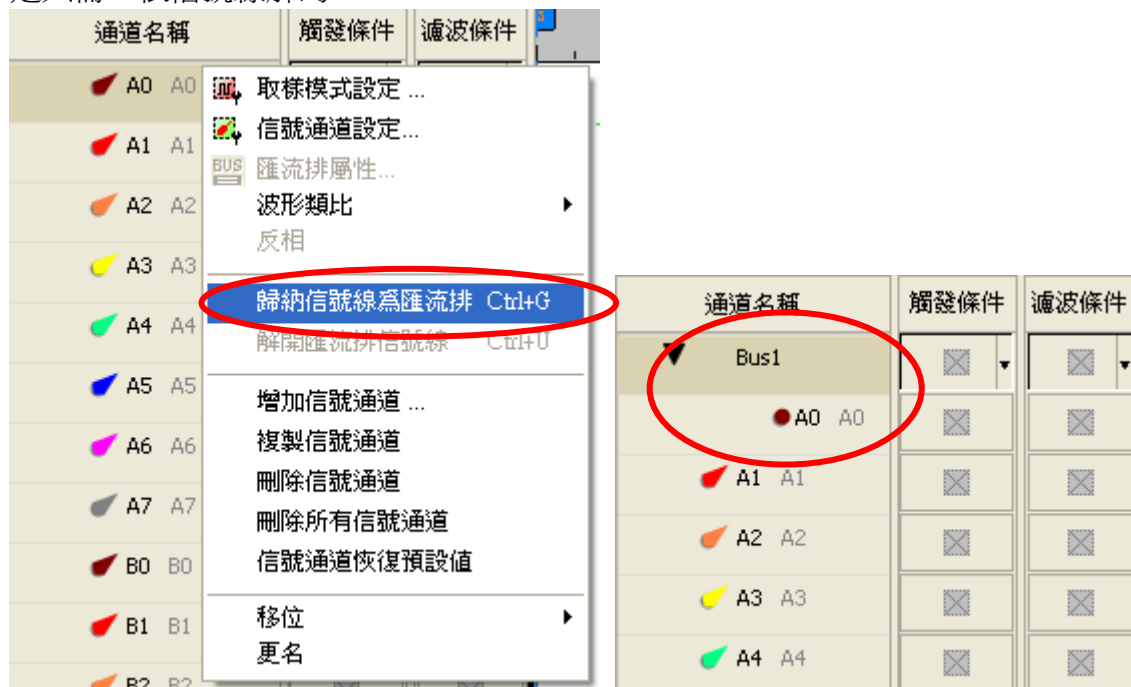 通道名稱 觸發條件 濾波條件
A0 A0
A1 A1
A2 A2
A3 A3
A4 A4
A5 A5
A6 A6
A7 A7
B0 B0
B1 B1
B2 B2
取樣模式設定 ...
信號通道設定...
BUS 匯流排屬性...
波形類比
反相
歸納信號線為匯流排 Ctrl+G
解開匯流排信號線 Ctrl+U
增加信號通道 ...
複製信號通道
刪除信號通道
刪除所有信號通道
信號通道恢復預設值
移位
更名
通道名稱 觸發條件 濾波條件
Bus1
A0 A0
A1 A1
A2 A2
A3 A3
A4 A4